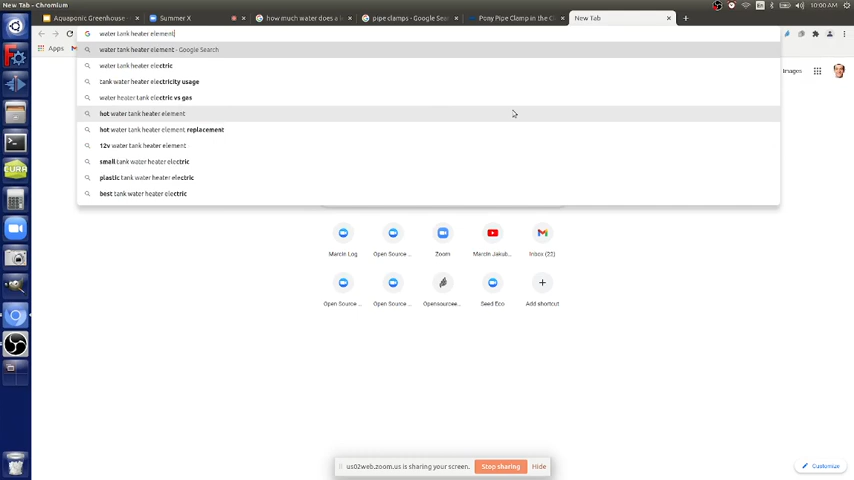 New Tab - Chromium
10:00 AM
Aquaponic Greenhouse -
Summer X
how much water does a
pipe clamps - Google Sear
Pony Pipe Clamp in the C
New Tab
water tank heater element
Apps
water tank heater element - Google Search
water tank heater electric
tank water heater electricity usage
water heater electric vs gas
hot water tank heater element
hot water tank heater element replacement
12v water tank heater element
small tank water heater electric
plastic tank water heater electric
best tank water heater electric
Images
Marcin Log
Open Source ...
Zoom
Marcin Jakub...
Inbox (22)
Open Source ...
Open Source ...
Opensourcee...
Seed Eco
Add shortcut
us02web.zoom.us is sharing your screen.
Stop sharing
Hide
Customize
CURA